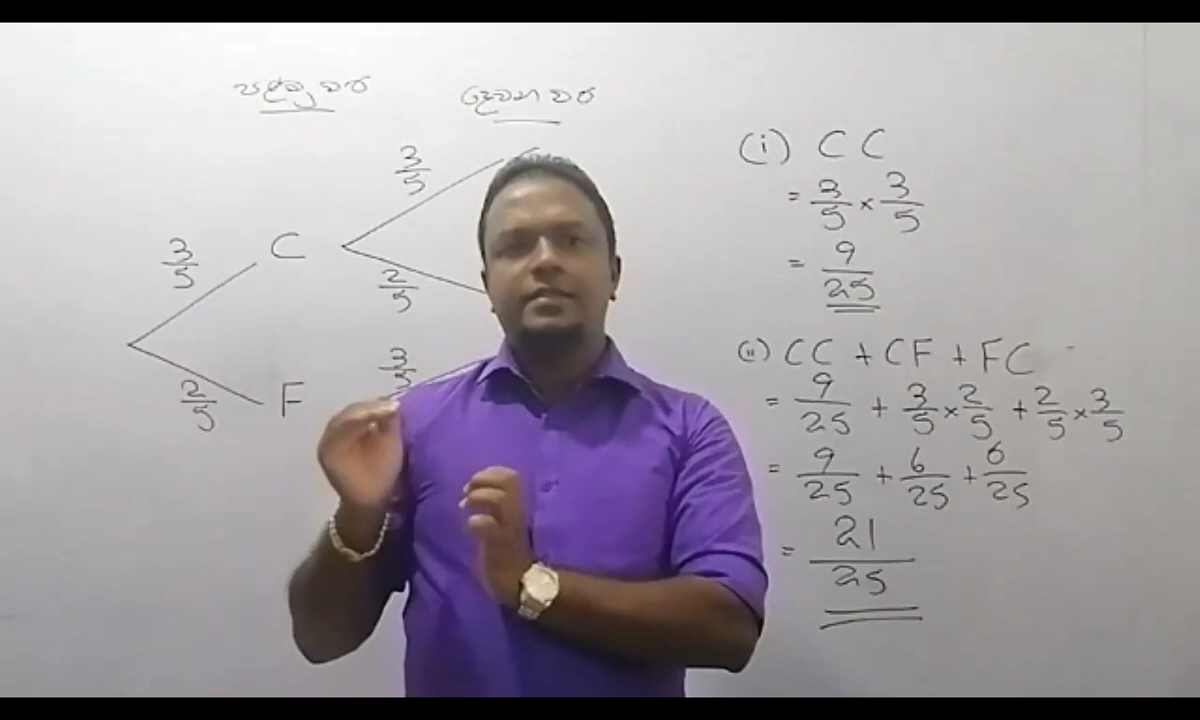 පළමු වර
දෙවන වර
3/5
2/5
C
F
3/5
2/5
3/5
(i) CC
= 3/5 × 3/5
= 9/25
(ii) CC + CF + FC
= 9/25 + 3/5 × 2/5 + 2/5 × 3/5
= 9/25 + 6/25 + 6/25
= 21/25